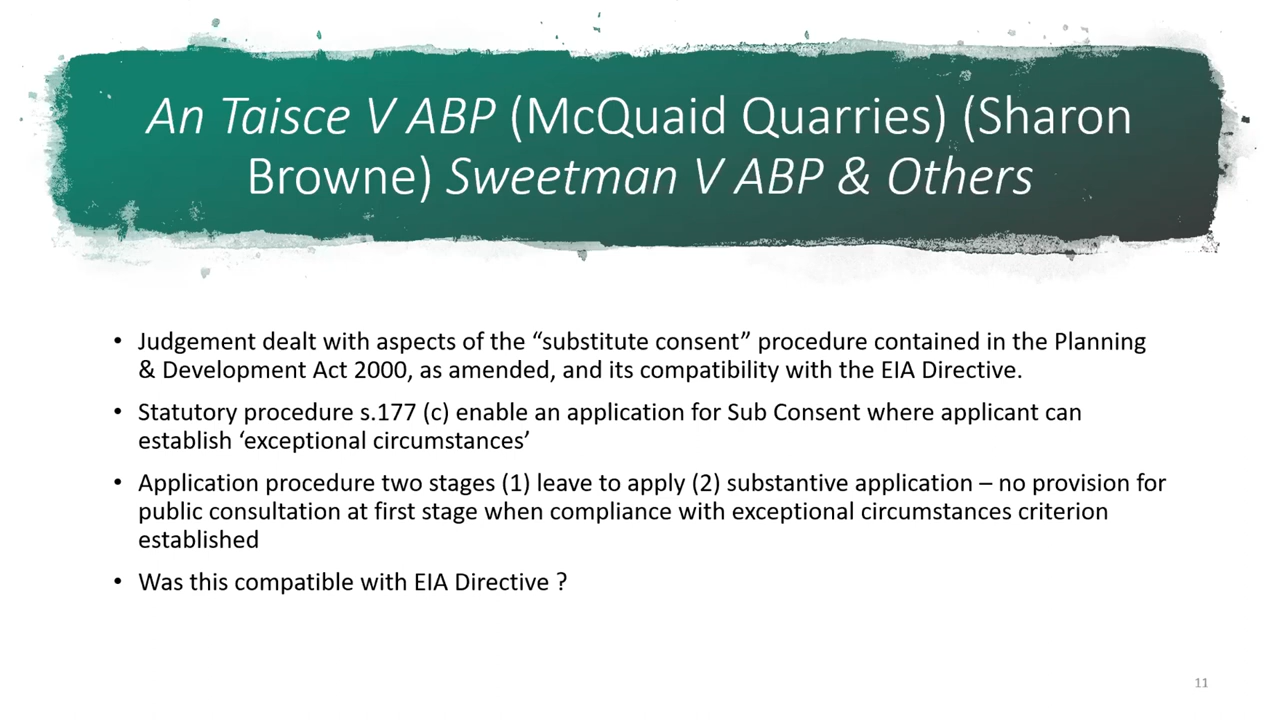 An Taisce V ABP (McQuaid Quarries) (Sharon
Browne) Sweetman V ABP & Others
• Judgement dealt with aspects of the “substitute consent” procedure contained in the Planning
& Development Act 2000, as amended, and its compatibility with the EIA Directive.
• Statutory procedure s.177 (c) enable an application for Sub Consent where applicant can
establish ‘exceptional circumstances’
• Application procedure two stages (1) leave to apply (2) substantive application – no provision for
public consultation at first stage when compliance with exceptional circumstances criterion
established
• Was this compatible with EIA Directive ?
11